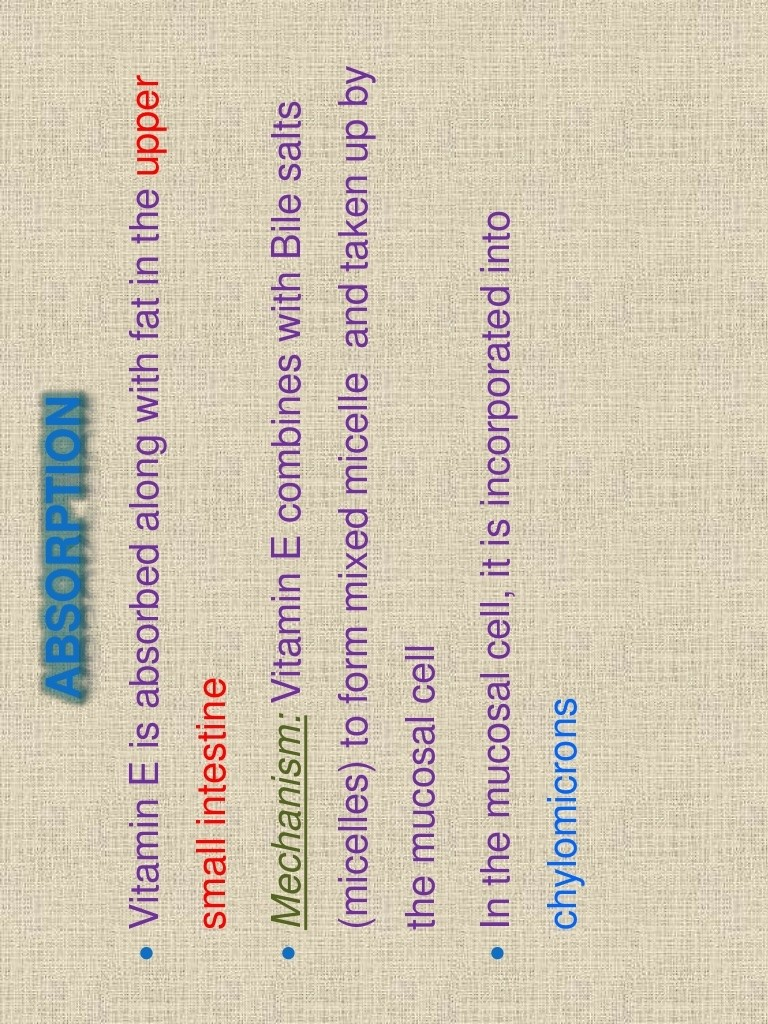 ABSORPTION
• Vitamin E is absorbed along with fat in the upper
small intestine
• Mechanism: Vitamin E combines with Bile salts
(micelles) to form mixed micelle and taken up by
the mucosal cell
• In the mucosal cell, it is incorporated into
chylomicrons